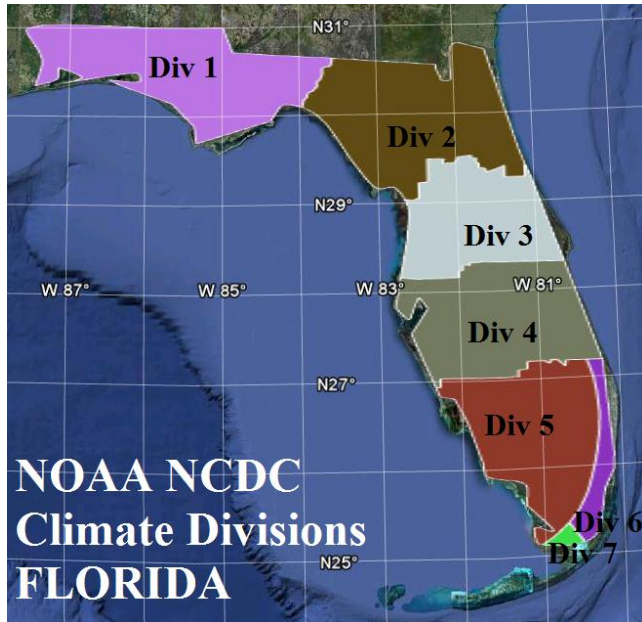 N31°
Div 1
Div 2
N29°
Div 3
W 87°
W 85°
W 83°
W 81°
Div 4
N27°
Div 5
NOAA NCDC
Climate Divisions
FLORIDA
Div 6
Div 7
N25°